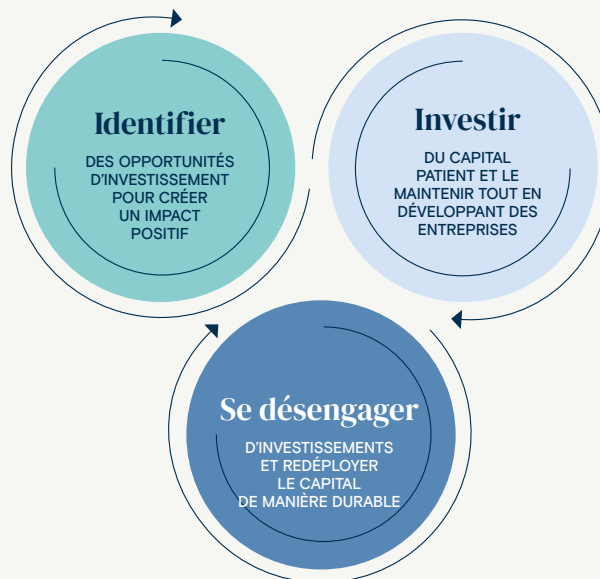 Identifier
DES OPPORTUNITÉS
D'INVESTISSEMENT
POUR CRÉER
UN IMPACT
POSITIF
Investir
DU CAPITAL
PATIENT ET LE
MAINTENIR TOUT EN
DÉVELOPPANT DES
ENTREPRISES
Se désengager
D'INVESTISSEMENTS
ET REDÉPLOYER
LE CAPITAL
DE MANIÈRE DURABLE